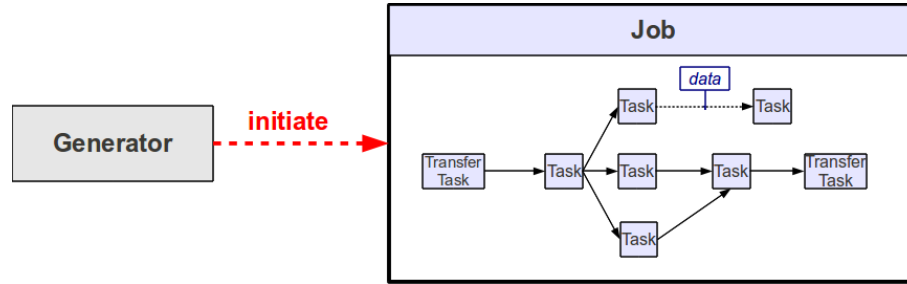 Job
Generator
initiate
data
Task
Task
Transfer
Task
Task
Task
Task
Transfer
Task
Task